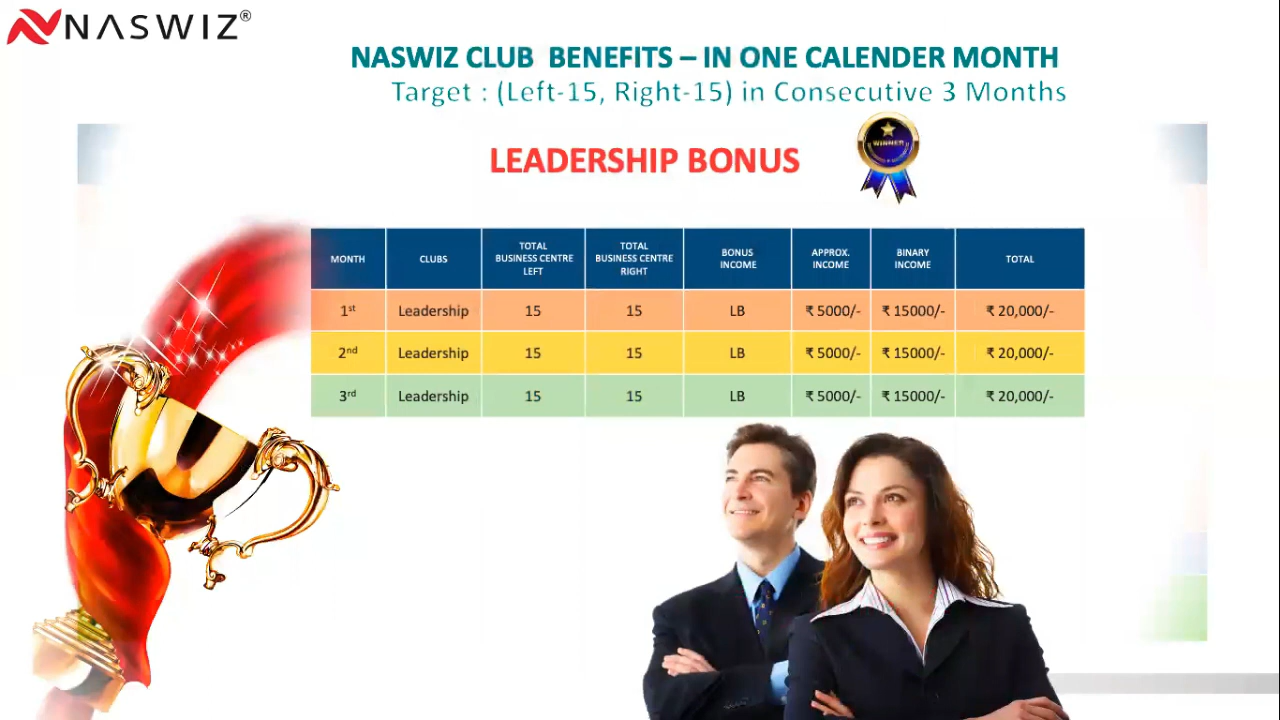 NASWIZ®
NASWIZ CLUB BENEFITS – IN ONE CALENDER MONTH
Target : (Left-15, Right-15) in Consecutive 3 Months
LEADERSHIP BONUS
WINNER
MONTH CLUBS TOTAL BUSINESS CENTRE LEFT TOTAL BUSINESS CENTRE RIGHT BONUS INCOME APPROX. INCOME BINARY INCOME TOTAL
1st Leadership 15 15 LB ₹ 5000/- ₹ 15000/- ₹ 20,000/-
2nd Leadership 15 15 LB ₹ 5000/- ₹ 15000/- ₹ 20,000/-
3rd Leadership 15 15 LB ₹ 5000/- ₹ 15000/- ₹ 20,000/-